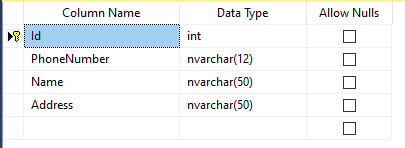 Column Name Data Type Allow Nulls
Id int
PhoneNumber nvarchar(12)
Name nvarchar(50)
Address nvarchar(50)